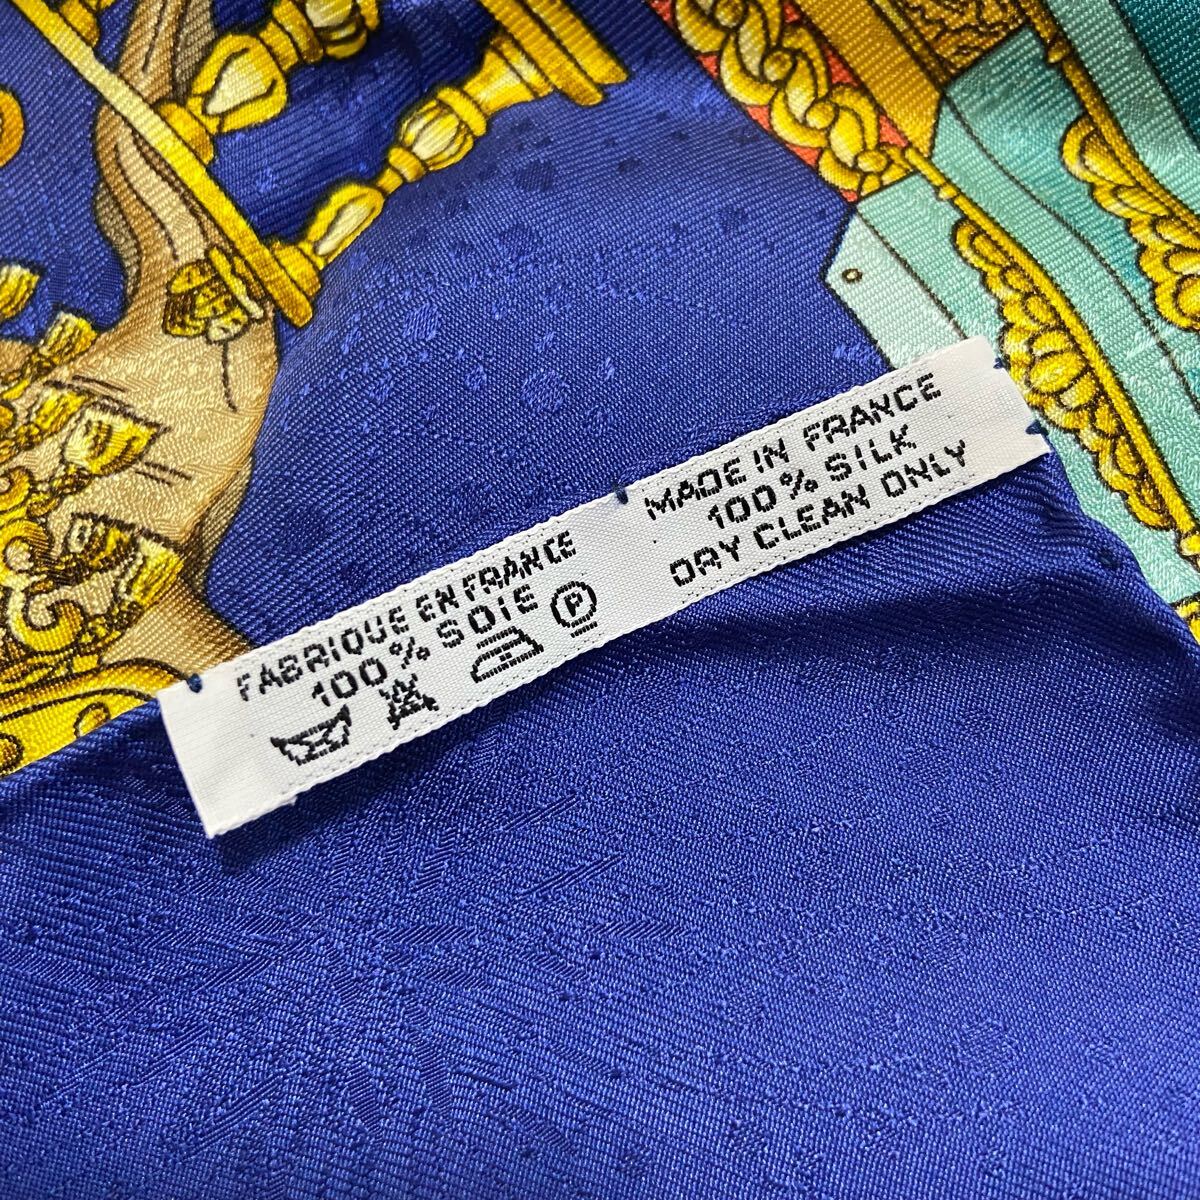 FABRIQUE EN FRANCE
100% SOIE
P
MADE IN FRANCE
100% SILK
DRY CLEAN ONLY